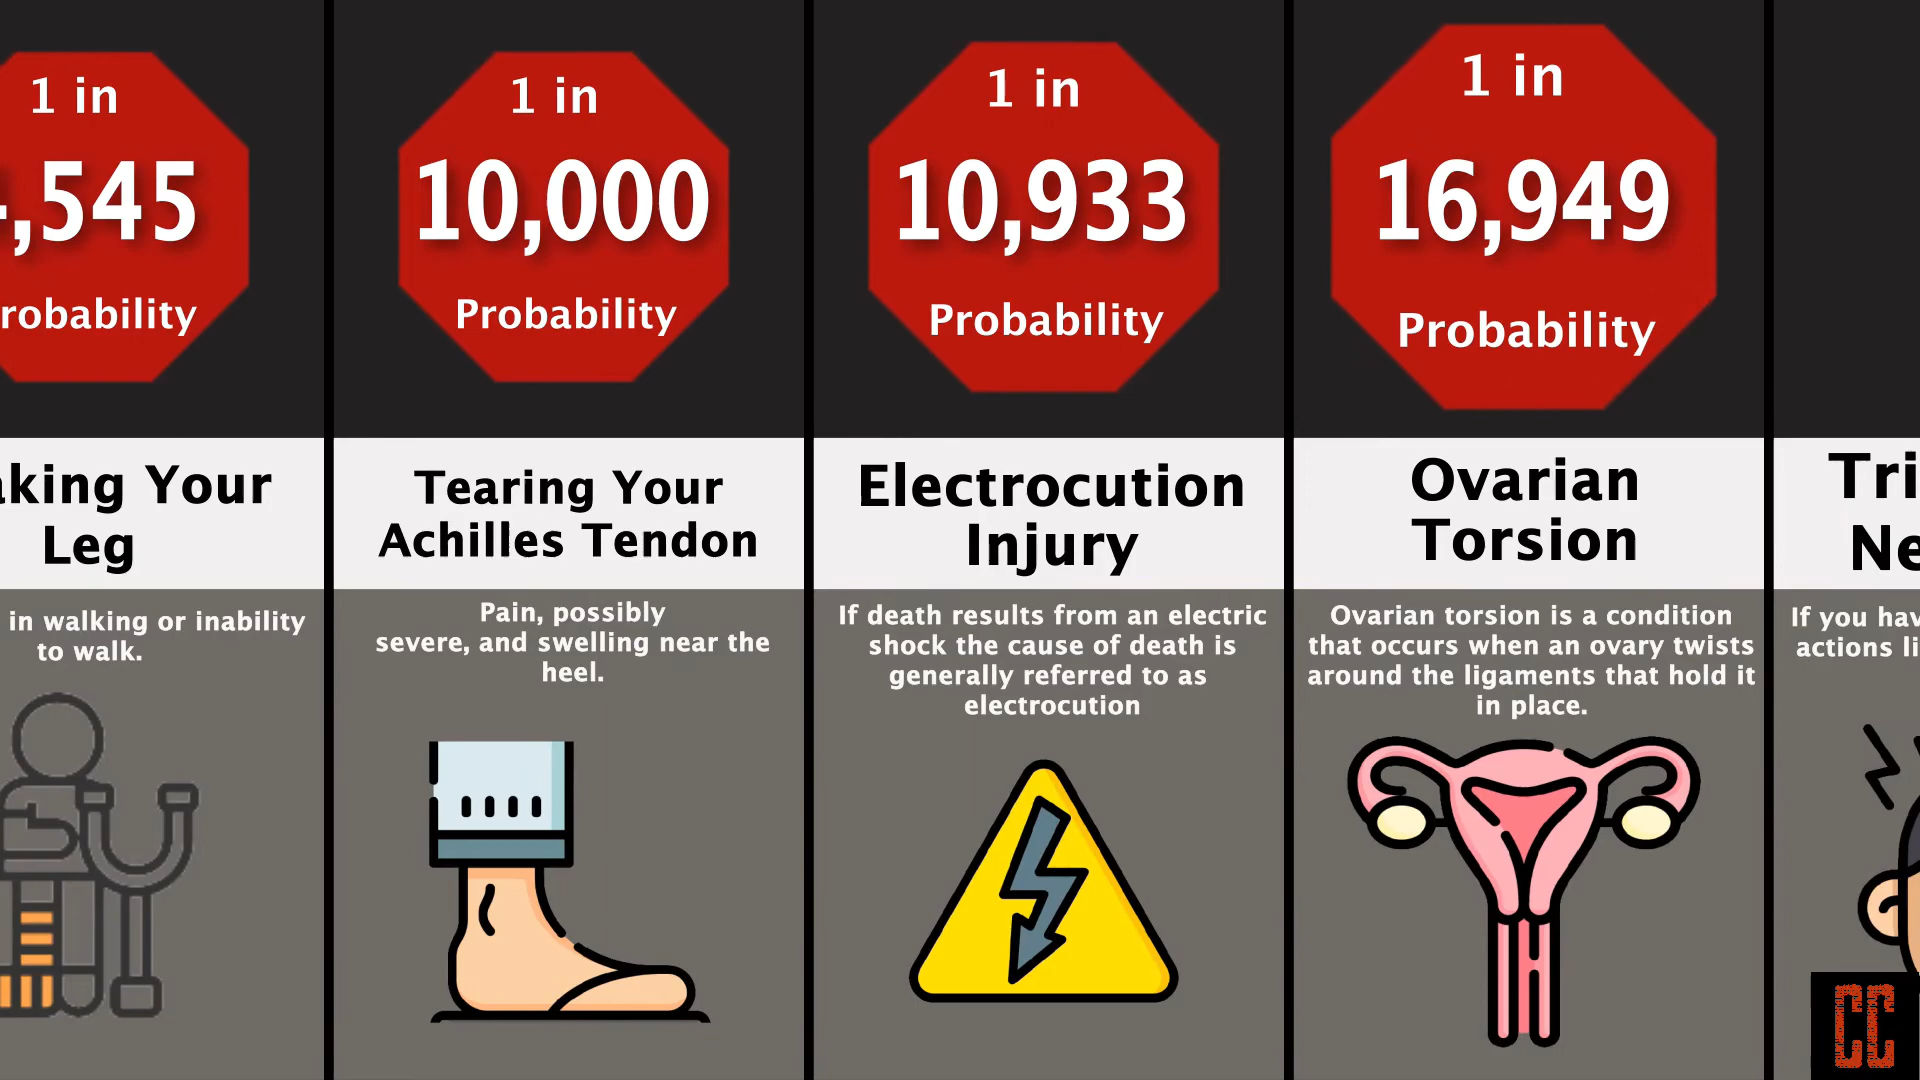 1 in
,545
robability
aking Your
Leg
in walking or inability
to walk.
1 in
10,000
Probability
Tearing Your
Achilles Tendon
Pain, possibly
severe, and swelling near the
heel.
1 in
10,933
Probability
Electrocution
Injury
If death results from an electric
shock the cause of death is
generally referred to as
electrocution
1 in
16,949
Probability
Ovarian
Torsion
Ovarian torsion is a condition
that occurs when an ovary twists
around the ligaments that hold it
in place.
Tri
Ne
If you hav
actions li
CC